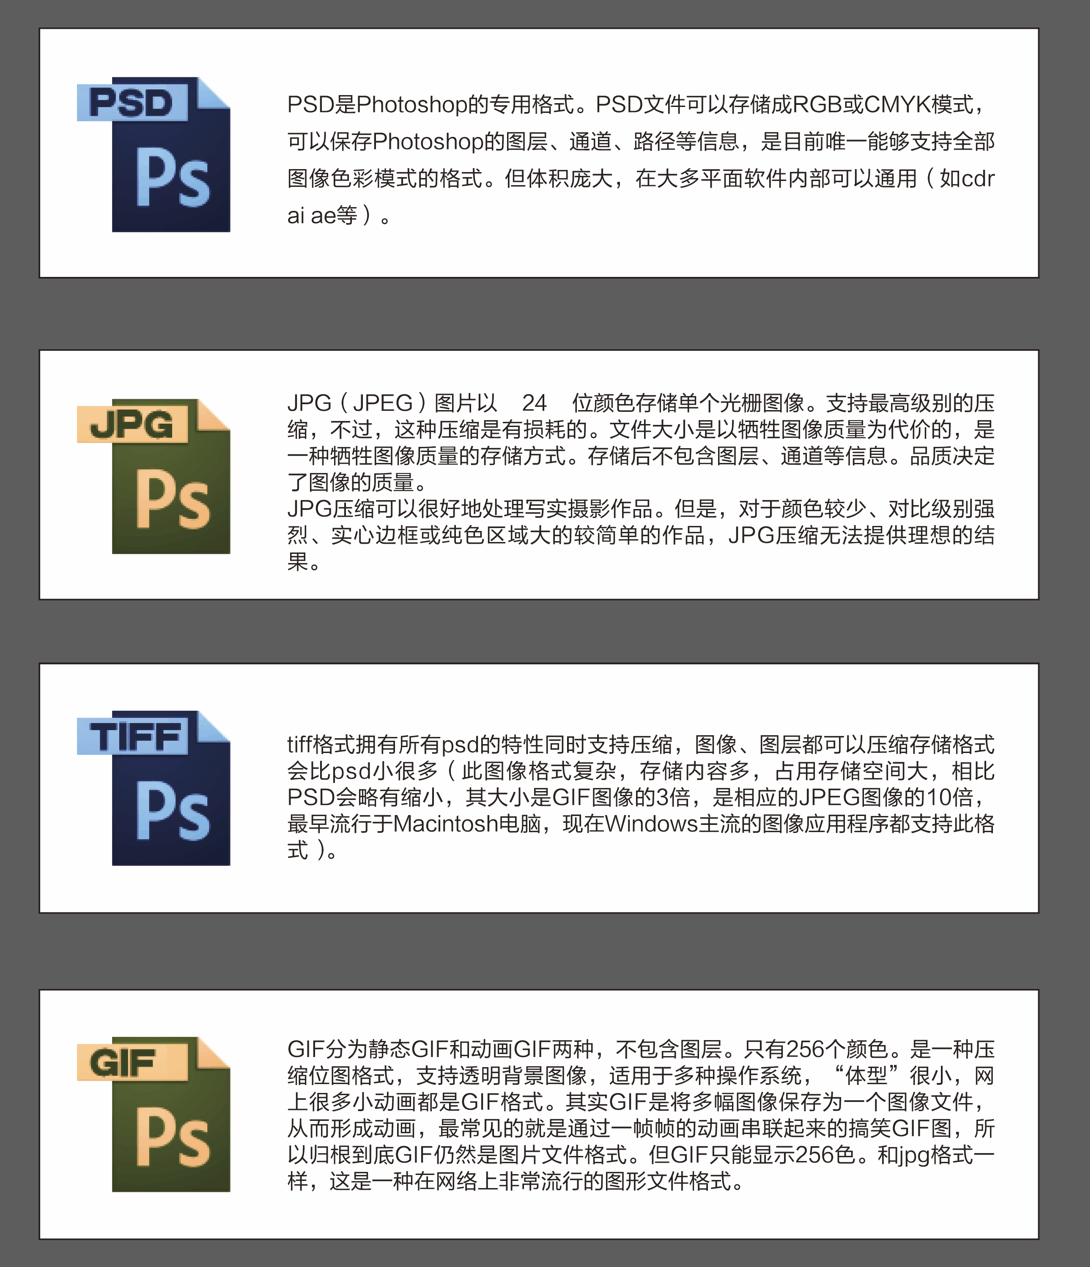 PSD
Ps
PSD是Photoshop的专用格式。PSD文件可以存储成RGB或CMYK模式，
可以保存Photoshop的图层、通道、路径等信息，是目前唯一能够支持全部
图像色彩模式的格式。但体积庞大，在大多平面软件内部可以通用（如cdr
ai ae等）。
JPG
Ps
JPG（JPEG）图片以 24 位颜色存储单个光栅图像。支持最高级别的压
缩，不过，这种压缩是有损耗的。文件大小是以牺牲图像质量为代价的，是
一种牺牲图像质量的存储方式。存储后不包含图层、通道等信息。品质决定
了图像的质量。
JPG压缩可以很好地处理写实摄影作品。但是，对于颜色较少、对比级别强
烈、实心边框或纯色区域大的较简单的作品，JPG压缩无法提供理想的结
果。
TIFF
Ps
tiff格式拥有所有psd的特性同时支持压缩，图像、图层都可以压缩存储格式
会比psd小很多（此图像格式复杂，存储内容多，占用存储空间大，相比
PSD会略有缩小，其大小是GIF图像的3倍，是相应的JPEG图像的10倍，
最早流行于Macintosh电脑，现在Windows主流的图像应用程序都支持此格
式 )。
GIF
Ps
GIF分为静态GIF和动画GIF两种，不包含图层。只有256个颜色。是一种压
缩位图格式，支持透明背景图像，适用于多种操作系统，“体型”很小，网
上很多小动画都是GIF格式。其实GIF是将多幅图像保存为一个图像文件，
从而形成动画，最常见的就是通过一帧帧的动画串联起来的搞笑GIF图，所
以归根到底GIF仍然是图片文件格式。但GIF只能显示256色。和jpg格式一
样，这是一种在网络上非常流行的图形文件格式。